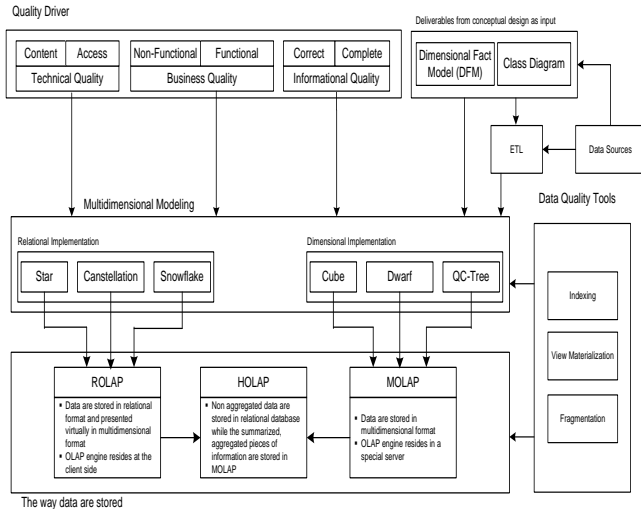 Quality Driver
Deliverables from conceptual design as input
Content
Access
Technical Quality
Non-Functional
Functional
Business Quality
Correct
Complete
Informational Quality
Dimensional Fact
Model (DFM)
Class Diagram
ETL
Data Sources
Multidimensional Modeling
Data Quality Tools
Relational Implementation
Star
Canstellation
Snowflake
Dimensional Implementation
Cube
Dwarf
QC-Tree
Indexing
View Materialization
Fragmentation
ROLAP
▪ Data are stored in relational
format and presented
virtually in multidimensional
format
▪ OLAP engine resides at the
client side
HOLAP
▪ Non aggregated data are
stored in relational database
while the summarized,
aggregated pieces of
information are stored in
MOLAP
MOLAP
▪ Data are stored in
multidimensional format
▪ OLAP engine resides in a
special server
The way data are stored